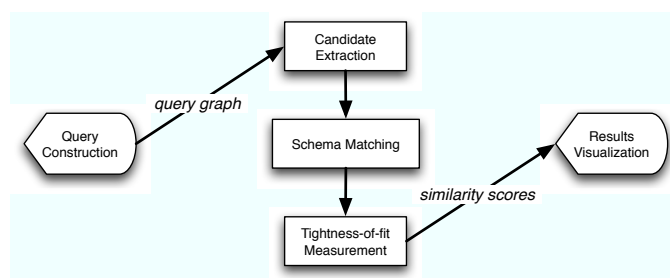 Candidate
Extraction
query graph
Query
Construction
Schema Matching
Results
Visualization
similarity scores
Tightness-of-fit
Measurement